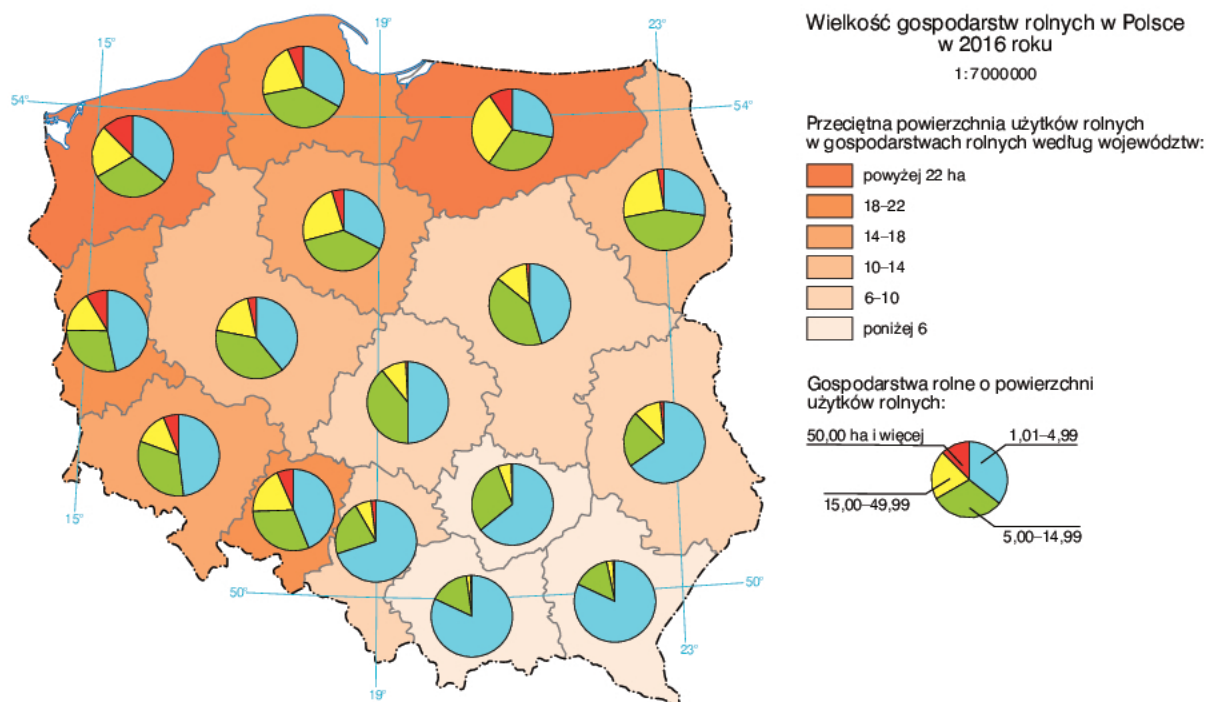 Wielkość gospodarstw rolnych w Polsce
w 2016 roku
1:7000000
Przeciętna powierzchnia użytków rolnych
w gospodarstwach rolnych według województw:
powyżej 22 ha
18–22
14–18
10–14
6–10
poniżej 6
Gospodarstwa rolne o powierzchni
użytków rolnych:
50,00 ha i więcej
1,01–4,99
15,00–49,99
5,00–14,99
15°
19°
23°
54°
54°
15°
50°
50°
19°
23°